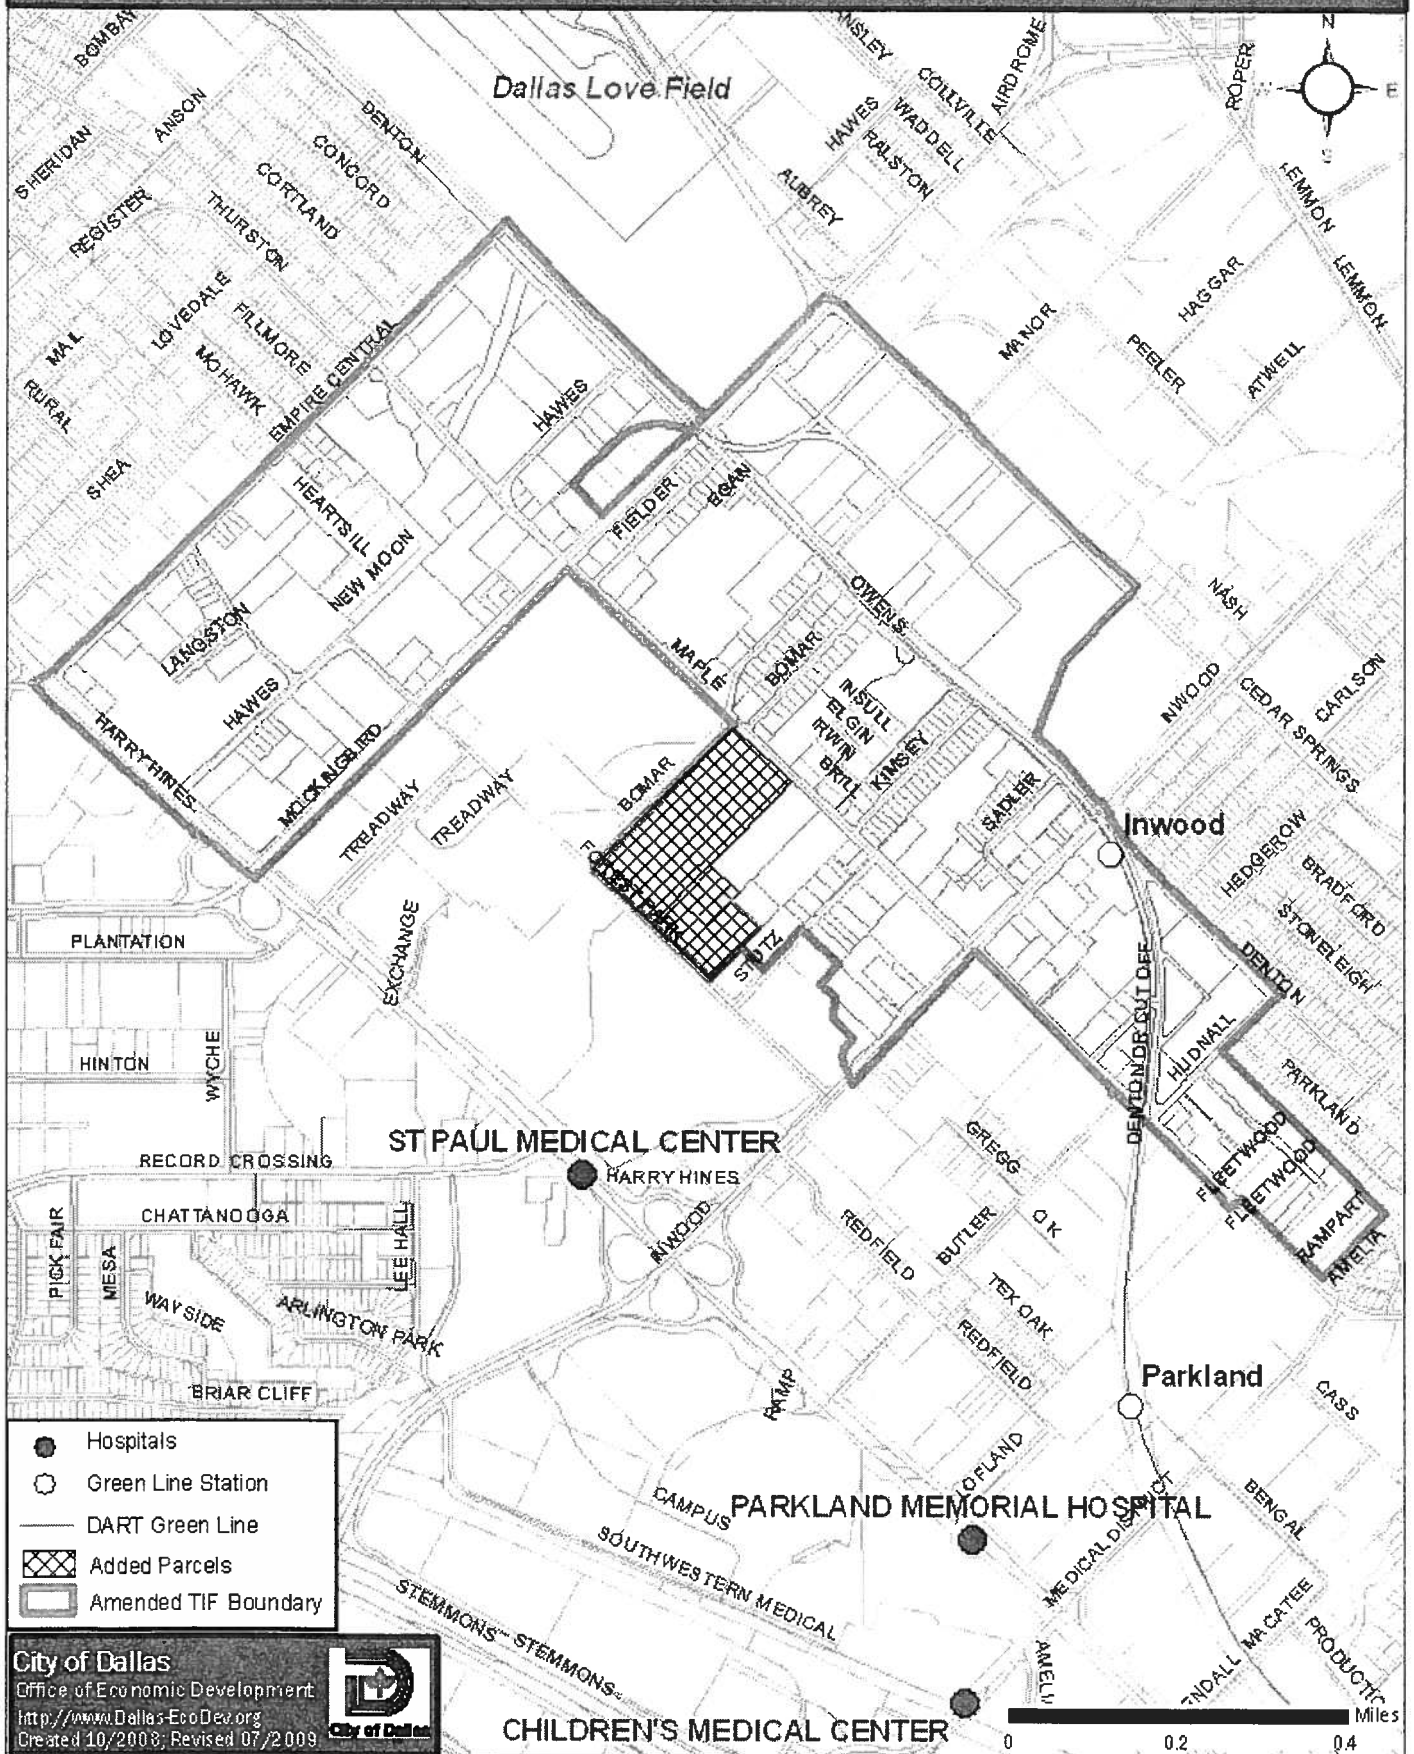 BOMBAY
ANSLEY
COLLVILLE
AIRDROME
ROPER
N
W
E
S
Dallas Love Field
SHERIDAN
ANSON
DENTON
CONCORD
CORTLAND
HAWES
WADDELL
RALSTON
AUBREY
LEMMON
LEMMON
REGISTER
THURSTON
LOVEDALE
FILLMORE
MOHAWK
EMPIRE CENTRAL
MAIL
RURAL
SHEA
MANOR
HAGGAR
PEELER
ATWELL
HAWES
HEARTSILL
NEW MOON
FIELDER
EGAN
LANGSTON
HAWES
HARRY HINES
MOCKINGBIRD
OWENS
MAPLE
BOMAR
INSULL
ELGIN
IRWIN
BRILL
KIMSEY
SADLER
NASH
INWOOD
CEDAR SPRINGS
CARLSON
TREADWAY
TREADWAY
BOMAR
FOREST PARK
STUTZ
Inwood
HEDGEROW
BRADFORD
STONELEIGH
DENTON
PLANTATION
EXCHANGE
HINTON
WYCHE
DENTON DR CUT OFF
HUDNALL
PARKLAND
FLEETWOOD
FLEETWOOD
RAMPART
AMELIA
ST PAUL MEDICAL CENTER
HARRY HINES
RECORD CROSSING
CHATTANOOGA
PICKFAIR
MESA
WAYSIDE
LEE HALL
ARLINGTON PARK
BRIAR CLIFF
INWOOD
GREGG
REDFIELD
BUTLER
OK
TEX OAK
REDFIELD
RAMP
Parkland
CASS
LOFLAND
CAMPUS
PARKLAND MEMORIAL HOSPITAL
MEDICAL DISTRICT
BENGAL
SOUTHWESTERN MEDICAL
STEMMONS
STEMMONS
AMELI
ENDALL
MACATEE
PRODUCTIO
CHILDREN'S MEDICAL CENTER
Hospitals
Green Line Station
DART Green Line
Added Parcels
Amended TIF Boundary
City of Dallas
Office of Economic Development
http://www.Dallas-EcoDev.org
Created 10/2008; Revised 07/2009
City of Dallas
Miles
0 0.2 0.4